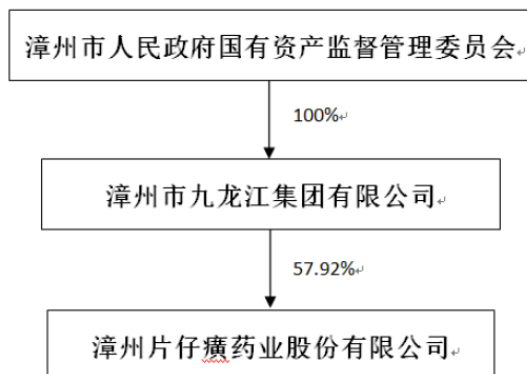 漳州市人民政府国有资产监督管理委员会
100%
漳州市九龙江集团有限公司
57.92%
漳州片仔癀药业股份有限公司